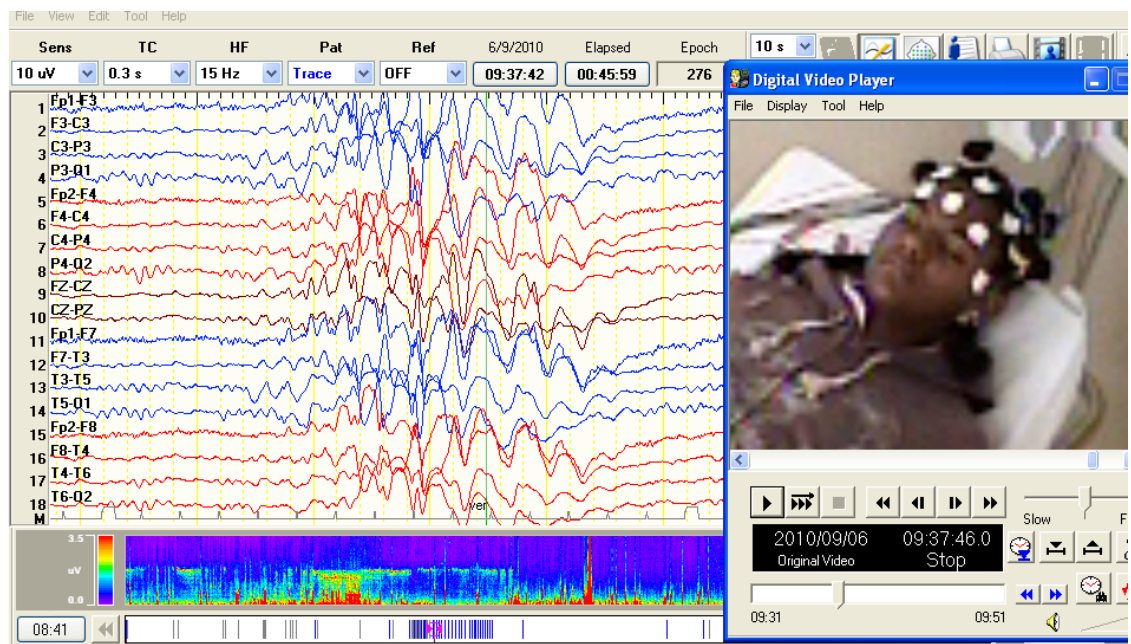 File View Edit Tool Help
Sens TC HF Pat Ref 6/9/2010 Elapsed Epoch 10 s
10 uV 0.3 s 15 Hz Trace OFF 09:37:42 00:45:59 276
Digital Video Player
File Display Tool Help
1 Fp1-F3
2 F3-C3
3 C3-P3
4 P3-O1
5 Fp2-F4
6 F4-C4
7 C4-P4
8 P4-O2
9 FZ-CZ
10 CZ-PZ
11 Fp1-F7
12 F7-T3
13 T3-T5
14 T5-O1
15 Fp2-F8
16 F8-T4
17 T4-T6
18 T6-O2
M
ver
Slow F
2010/09/06 09:37:46.0
Original Video Stop
09:31 09:51
3.5
uV
0.0
08:41